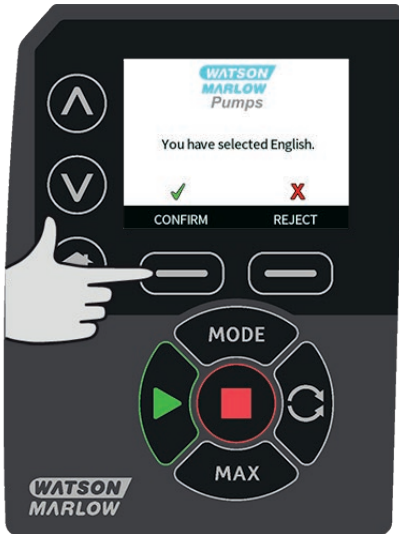 WATSON
MARLOW
Pumps
You have selected English.
CONFIRM REJECT
MODE
MAX
WATSON
MARLOW